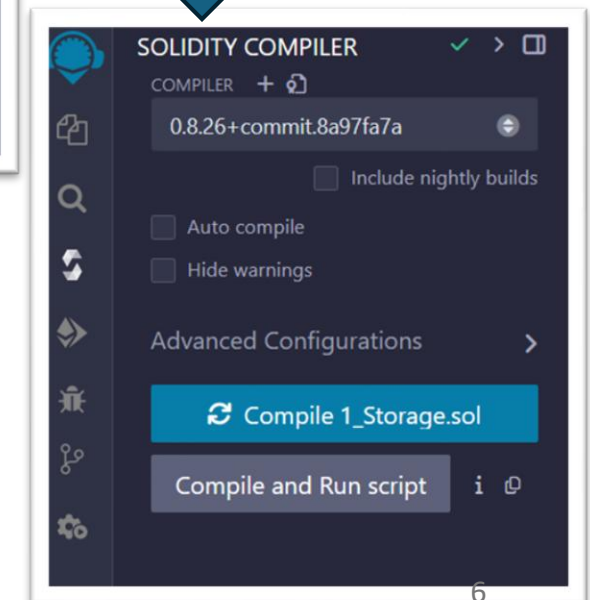 SOLIDITY COMPILER
COMPILER
0.8.26+commit.8a97fa7a
Include nightly builds
Auto compile
Hide warnings
Advanced Configurations
Compile 1_Storage.sol
Compile and Run script i
6